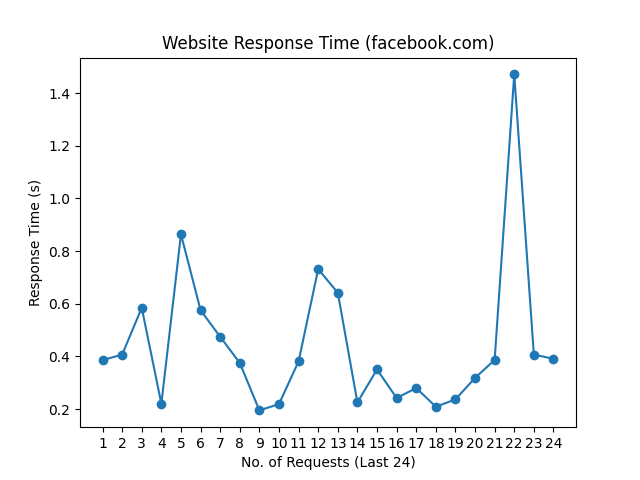 Website Response Time (facebook.com)
Response Time (s)
1.4
1.2
1.0
0.8
0.6
0.4
0.2
1 2 3 4 5 6 7 8 9 10 11 12 13 14 15 16 17 18 19 20 21 22 23 24
No. of Requests (Last 24)